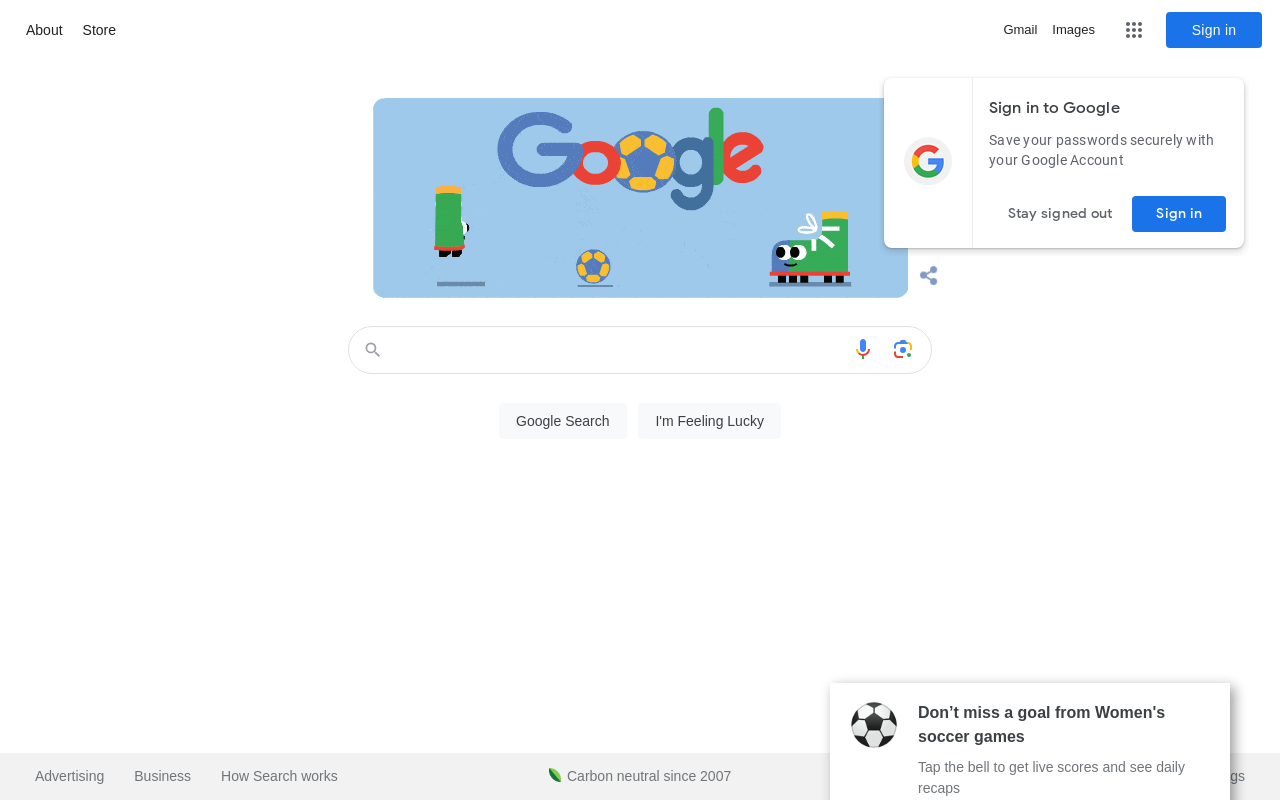 About
Store
Gmail
Images
Sign in
Google
Sign in to Google
Save your passwords securely with
your Google Account
Stay signed out
Sign in
Google Search
I'm Feeling Lucky
Don’t miss a goal from Women's
soccer games
Tap the bell to get live scores and see daily
recaps
Advertising
Business
How Search works
Carbon neutral since 2007